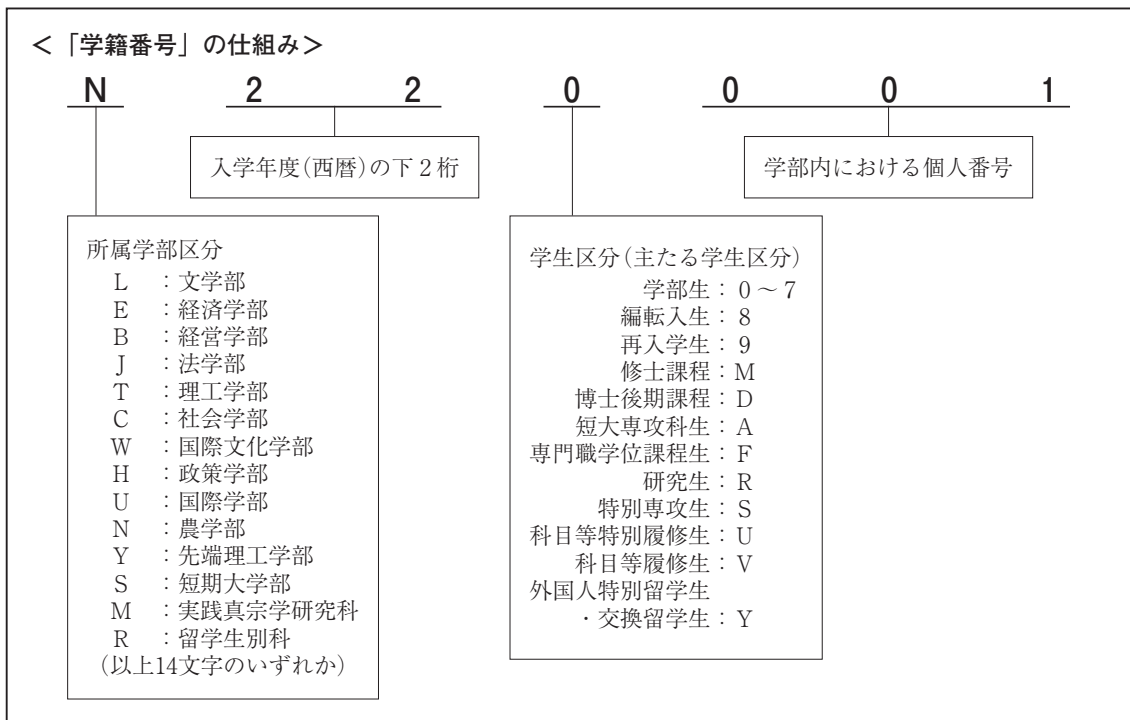 ＜「学籍番号」の仕組み＞
N 2 2 0 0 0 1
入学年度(西暦)の下２桁
学部内における個人番号
所属学部区分
L ：文学部
E ：経済学部
B ：経営学部
J ：法学部
T ：理工学部
C ：社会学部
W ：国際文化学部
H ：政策学部
U ：国際学部
N ：農学部
Y ：先端理工学部
S ：短期大学部
M ：実践真宗学研究科
R ：留学生別科
（以上14文字のいずれか）
学生区分（主たる学生区分）
学部生：０～７
編転入生：８
再入学生：９
修士課程：M
博士後期課程：D
短大専攻科生：A
専門職学位課程生：F
研究生：R
特別専攻生：S
科目等特別履修生：U
科目等履修生：V
外国人特別留学生
・交換留学生：Y